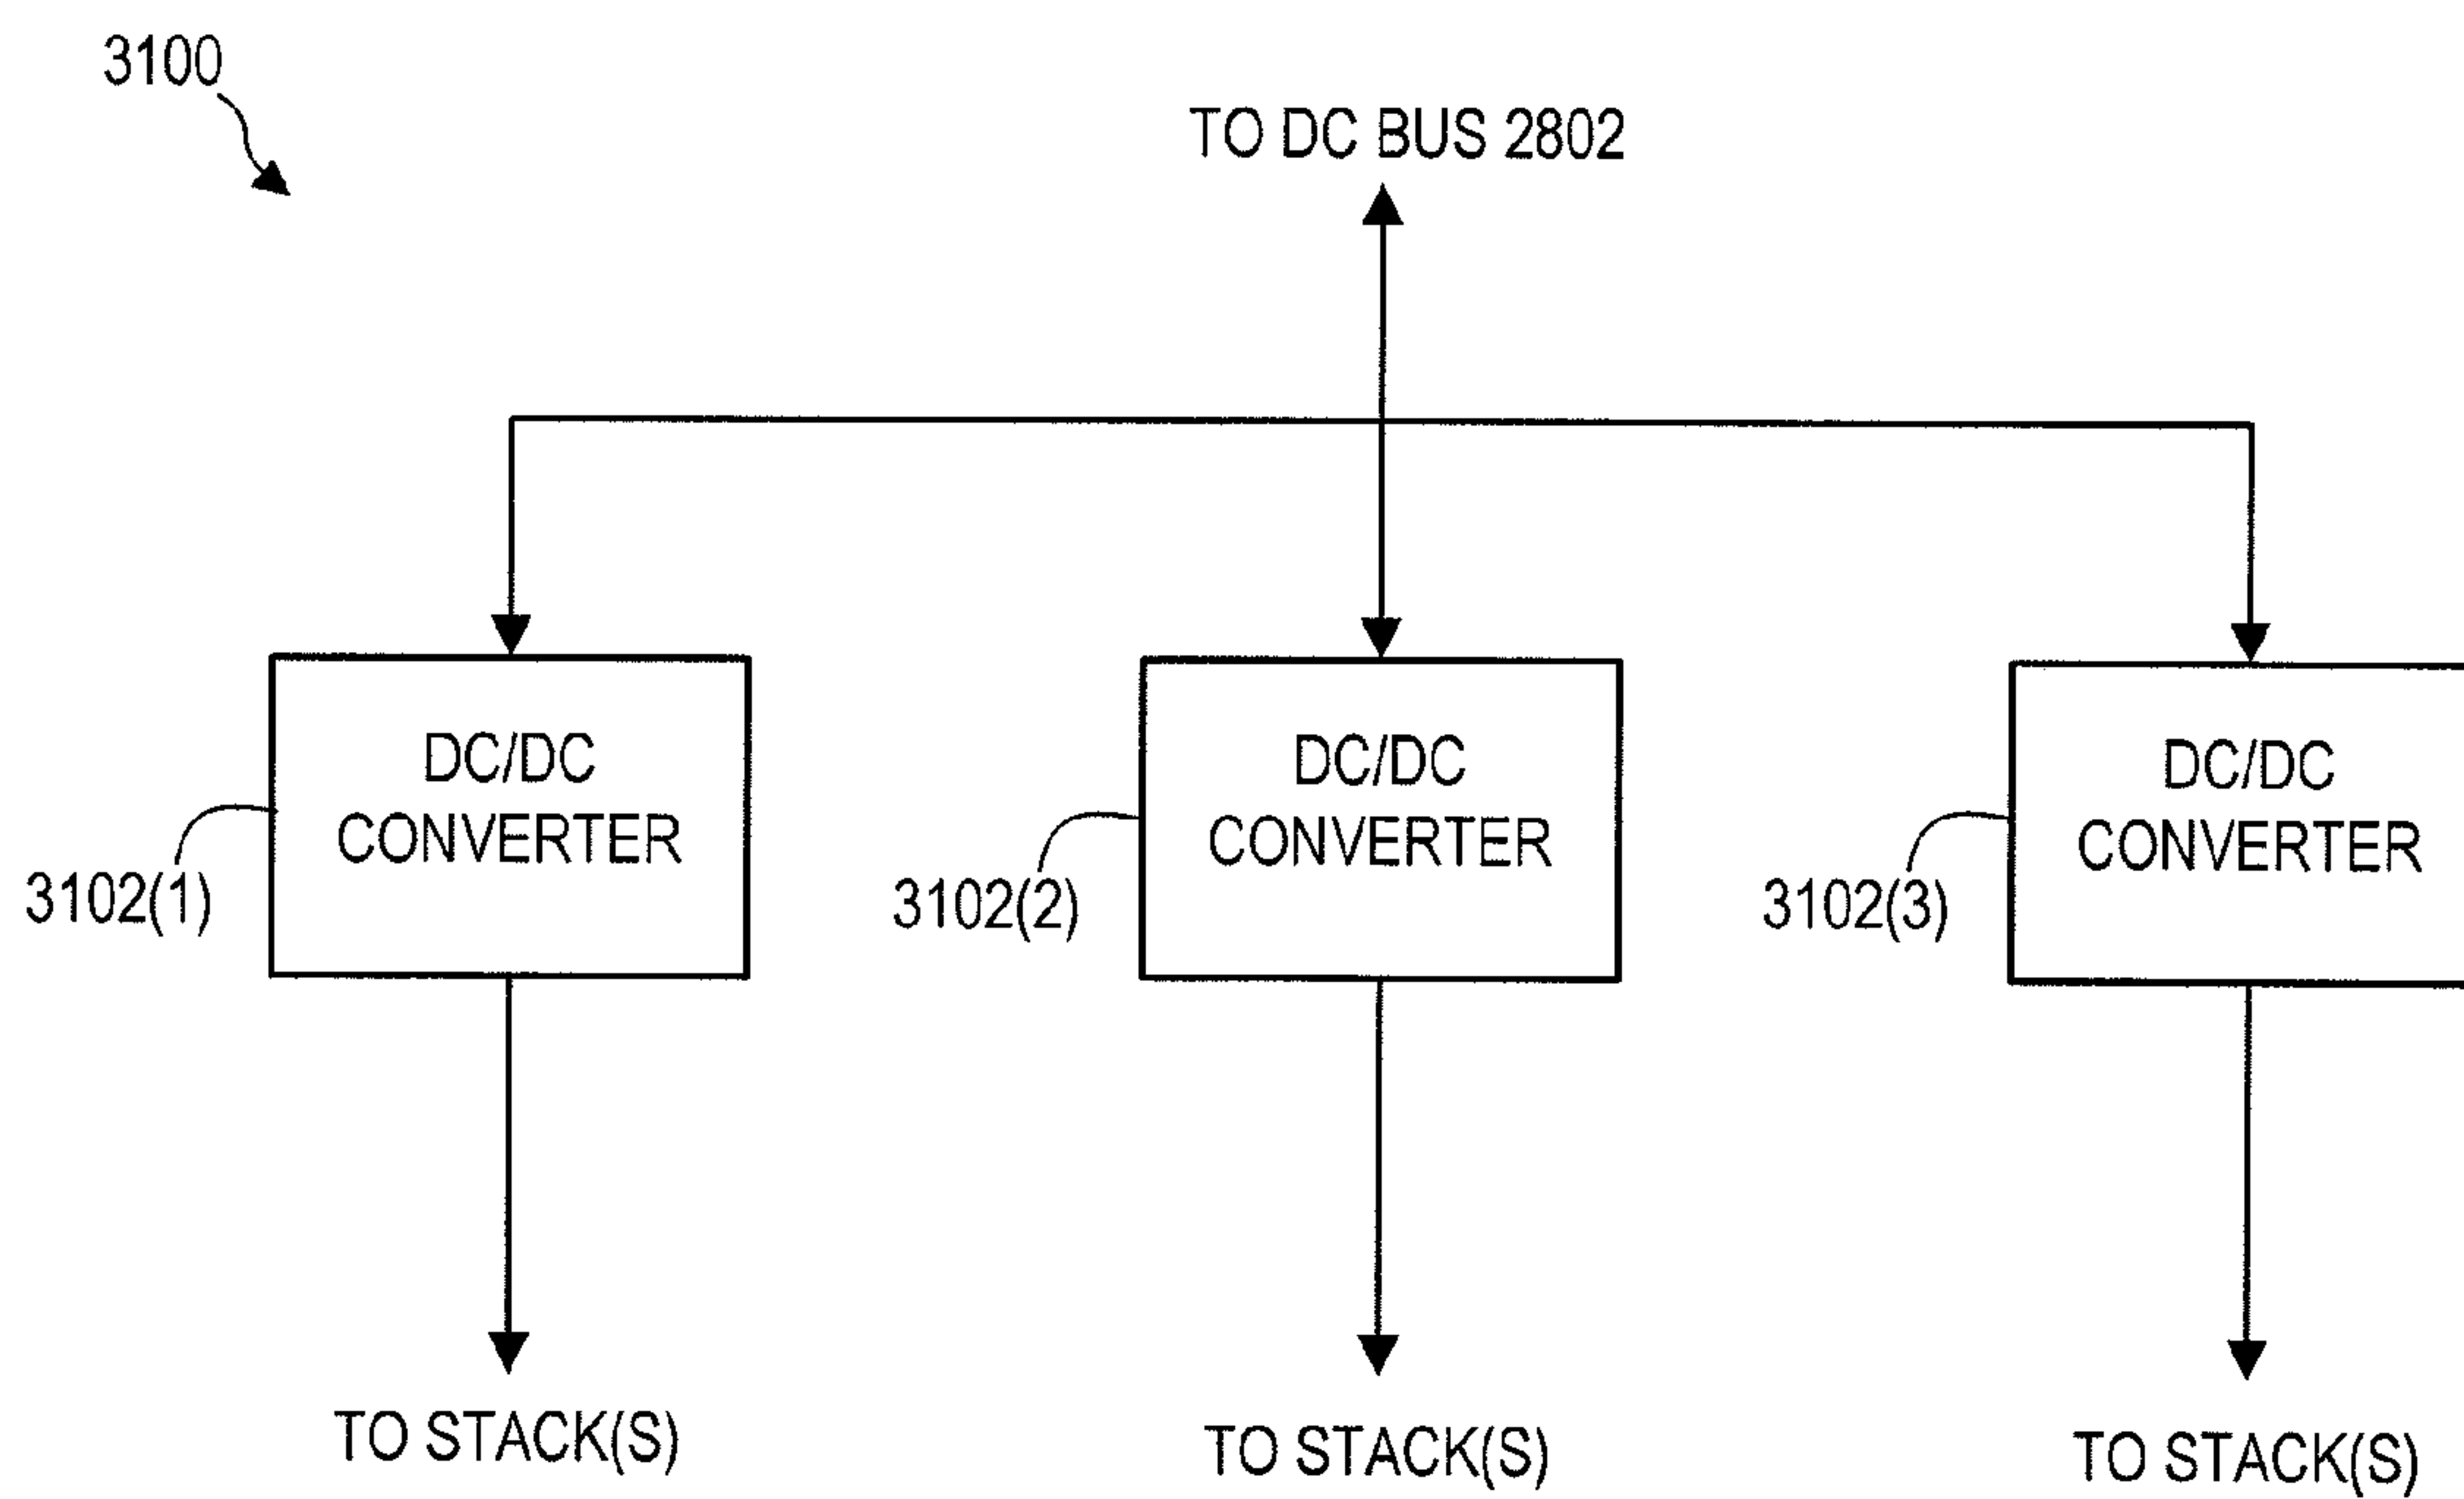 3100
TO DC BUS 2802
DC/DC
CONVERTER
3102(1)
DC/DC
CONVERTER
3102(2)
DC/DC
CONVERTER
3102(3)
TO STACK(S)
TO STACK(S)
TO STACK(S)